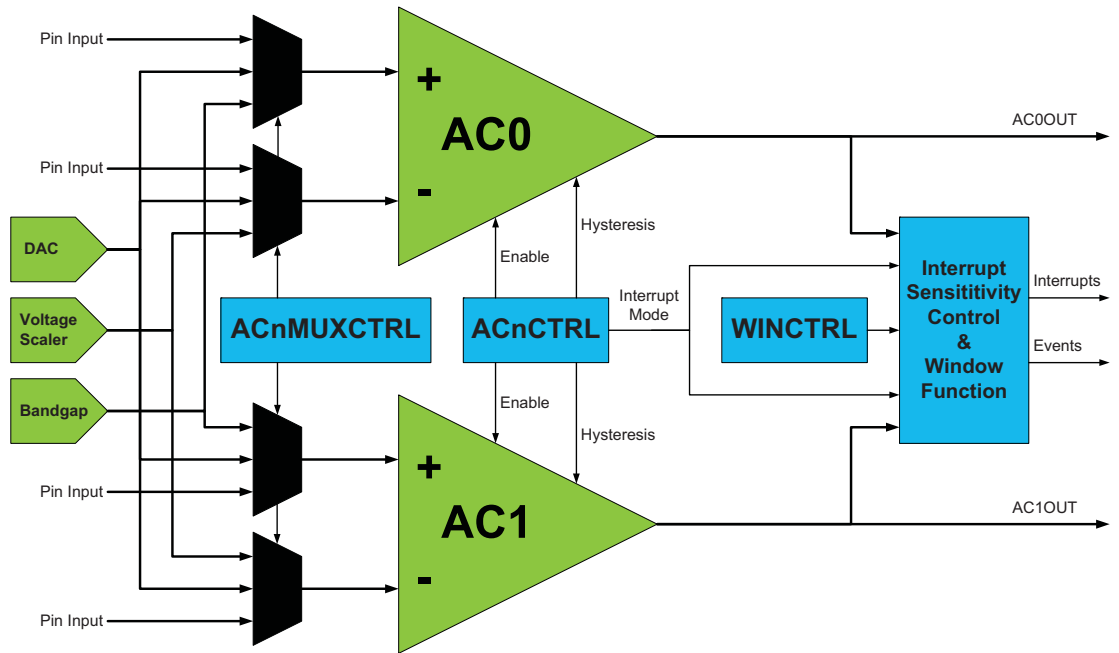 Pin Input
+
AC0
-
AC0OUT
Pin Input
DAC
Voltage
Scaler
Bandgap
Enable
Hysteresis
ACnMUXCTRL
ACnCTRL
Interrupt
Mode
WINCTRL
Interrupt
Sensititivity
Control
&
Window
Function
Interrupts
Events
Enable
Hysteresis
Pin Input
+
AC1
-
AC1OUT
Pin Input